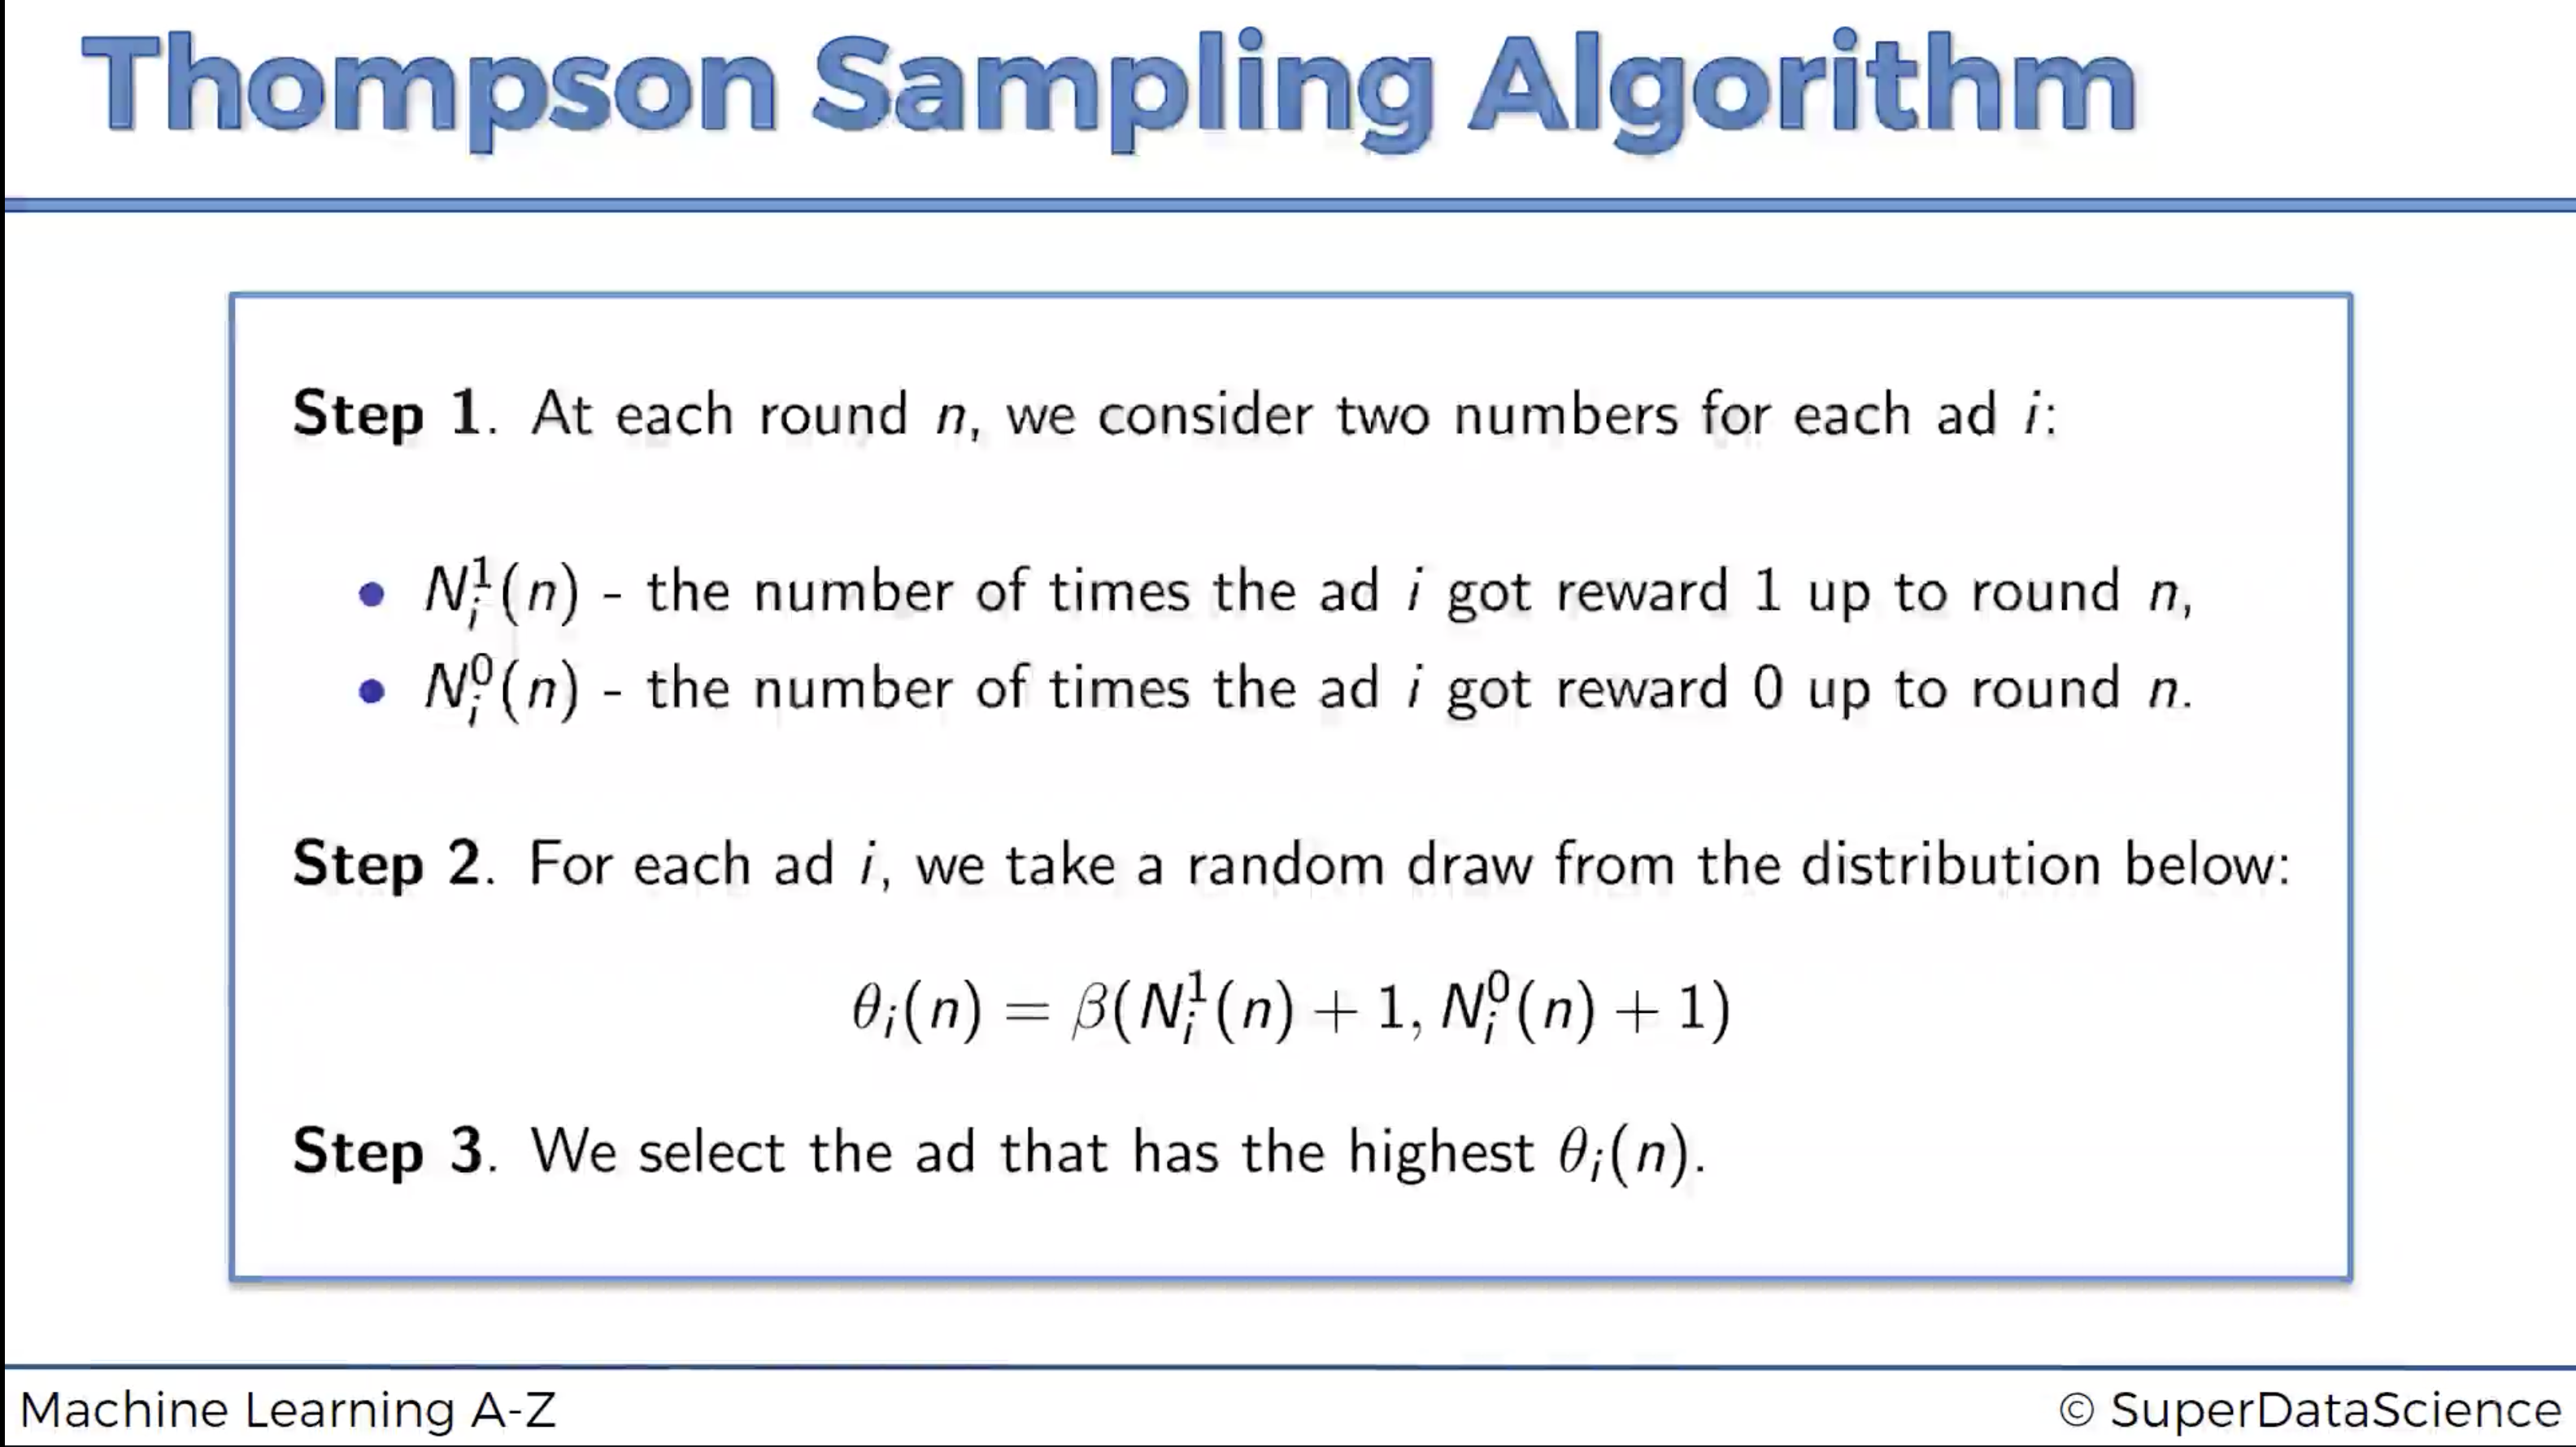 Thompson Sampling Algorithm
Step 1. At each round n, we consider two numbers for each ad i:
• N_i^1(n) - the number of times the ad i got reward 1 up to round n,
• N_i^0(n) - the number of times the ad i got reward 0 up to round n.
Step 2. For each ad i, we take a random draw from the distribution below:
θ_i(n) = β(N_i^1(n) + 1, N_i^0(n) + 1)
Step 3. We select the ad that has the highest θ_i(n).
Machine Learning A-Z
© SuperDataScience